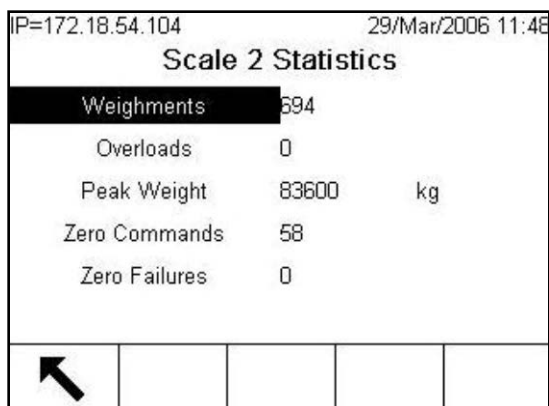 IP=172.18.54.104 29/Mar/2006 11:48
Scale 2 Statistics
Weighments 694
Overloads 0
Peak Weight 83600 kg
Zero Commands 58
Zero Failures 0